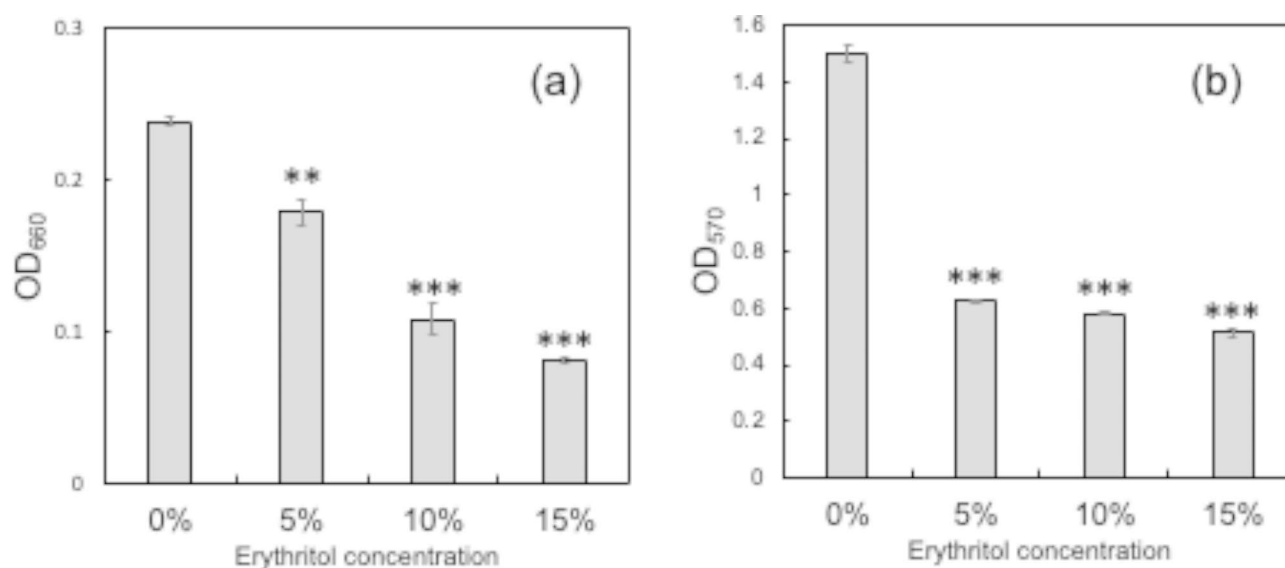 0.3
(a)
0.2
**
OD660
***
0.1
***
0
0% 5% 10% 15%
Erythritol concentration
1.6
(b)
1.4
1.2
1
0.8
OD570
***
***
0.6
***
0.4
0.2
0
0% 5% 10% 15%
Erythritol concentration